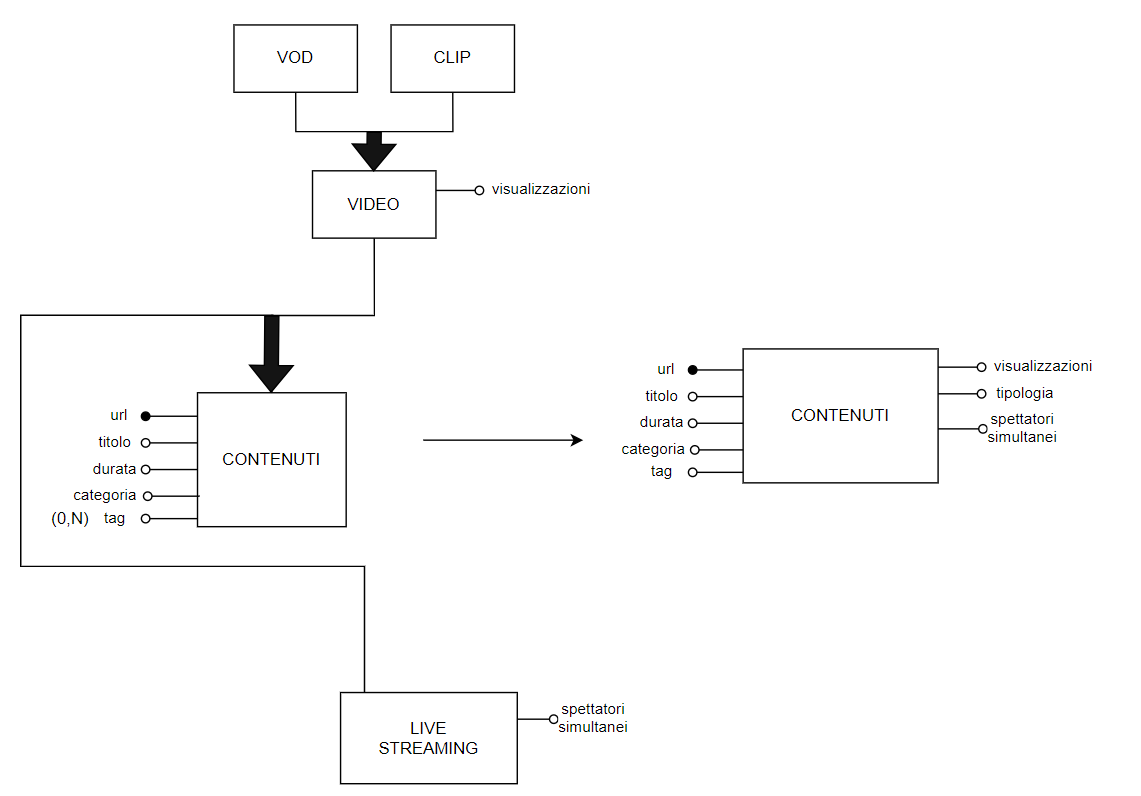 VOD
CLIP
VIDEO
visualizzazioni
url
titolo
durata
categoria
(0,N) tag
CONTENUTI
url
titolo
durata
categoria
tag
CONTENUTI
visualizzazioni
tipologia
spettatori
simultanei
LIVE
STREAMING
spettatori
simultanei